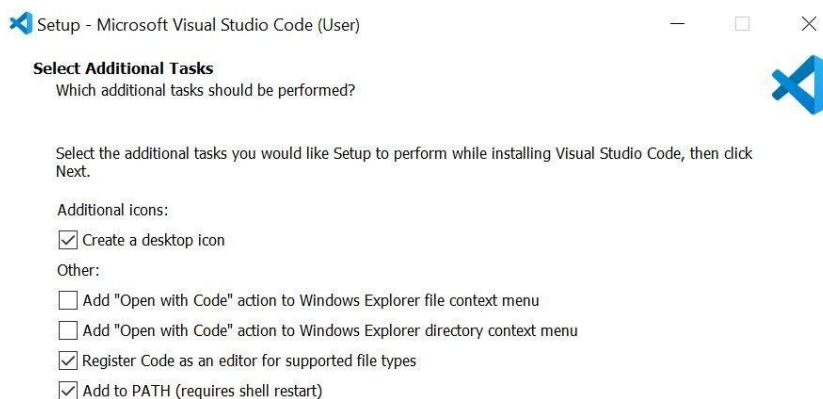 Setup - Microsoft Visual Studio Code (User)
Select Additional Tasks
Which additional tasks should be performed?
Select the additional tasks you would like Setup to perform while installing Visual Studio Code, then click
Next.
Additional icons:
Create a desktop icon
Other:
Add "Open with Code" action to Windows Explorer file context menu
Add "Open with Code" action to Windows Explorer directory context menu
Register Code as an editor for supported file types
Add to PATH (requires shell restart)